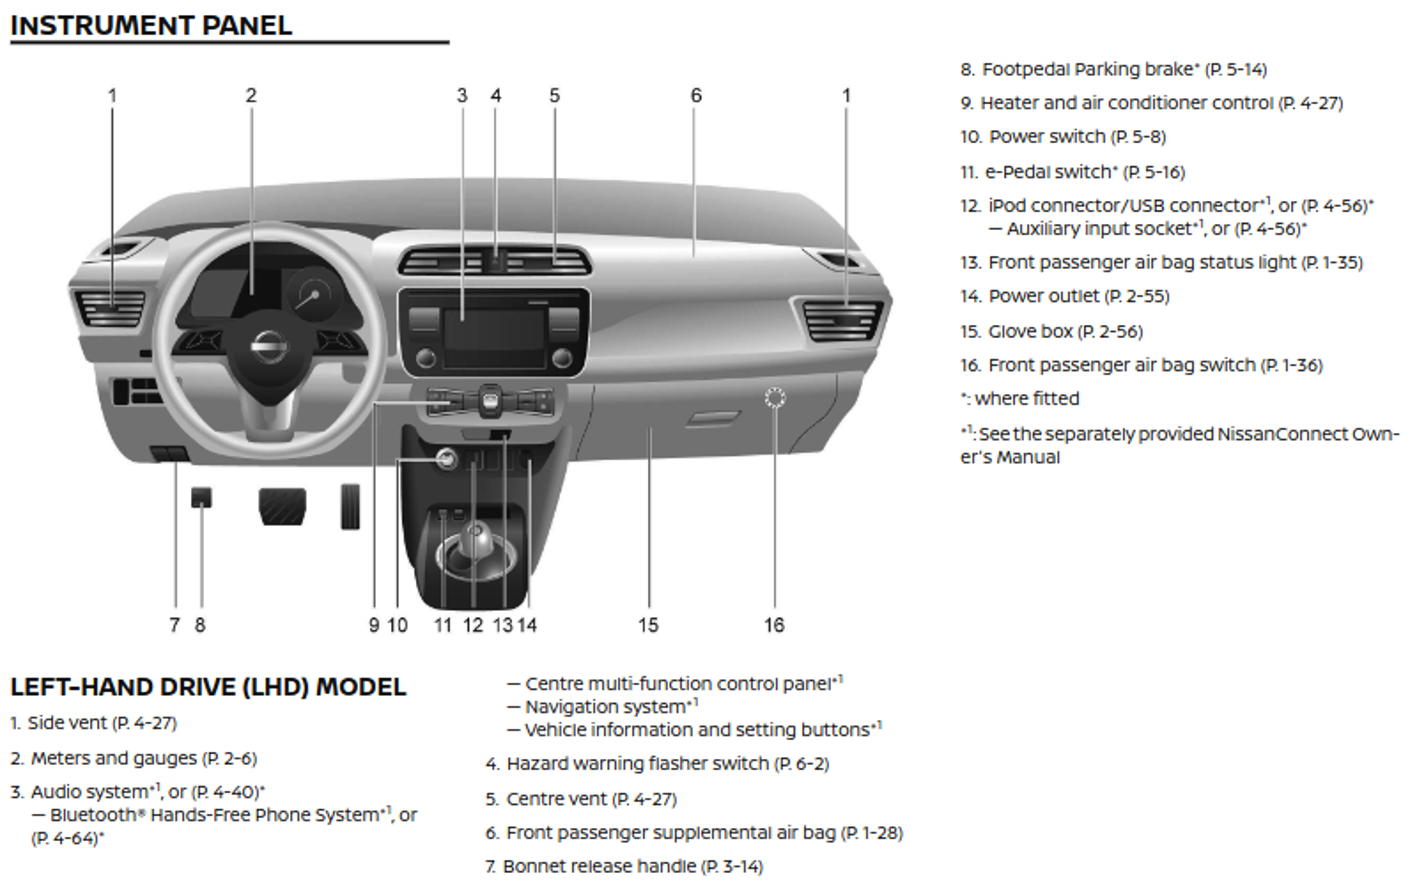 INSTRUMENT PANEL
1 2 3 4 5 6 1
7 8 9 10 11 12 13 14 15 16
LEFT-HAND DRIVE (LHD) MODEL
1. Side vent (P. 4-27)
2. Meters and gauges (P. 2-6)
3. Audio system*¹, or (P. 4-40)*
— Bluetooth® Hands-Free Phone System*¹, or
(P. 4-64)*
— Centre multi-function control panel*¹
— Navigation system*¹
— Vehicle information and setting buttons*¹
4. Hazard warning flasher switch (P. 6-2)
5. Centre vent (P. 4-27)
6. Front passenger supplemental air bag (P. 1-28)
7. Bonnet release handle (P. 3-14)
8. Footpedal Parking brake* (P. 5-14)
9. Heater and air conditioner control (P. 4-27)
10. Power switch (P. 5-8)
11. e-Pedal switch* (P. 5-16)
12. iPod connector/USB connector*¹, or (P. 4-56)*
— Auxiliary input socket*¹, or (P. 4-56)*
13. Front passenger air bag status light (P. 1-35)
14. Power outlet (P. 2-55)
15. Glove box (P. 2-56)
16. Front passenger air bag switch (P. 1-36)
*: where fitted
*¹: See the separately provided NissanConnect Own-
er's Manual